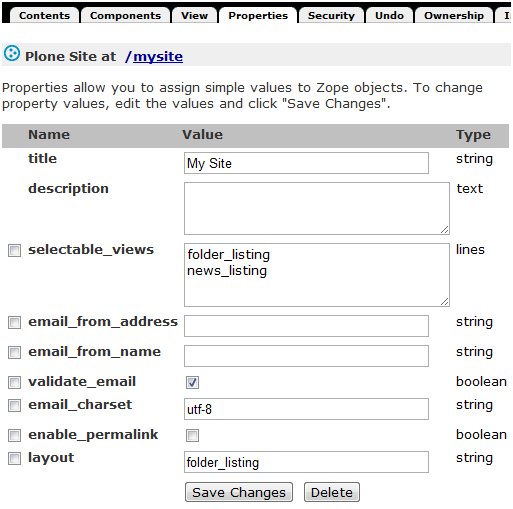 Contents Components View Properties Security Undo Ownership
Plone Site at /mysite
Properties allow you to assign simple values to Zope objects. To change
property values, edit the values and click "Save Changes".
Name Value Type
title My Site string
description text
selectable_views folder_listing lines
news_listing
email_from_address string
email_from_name string
validate_email boolean
email_charset utf-8 string
enable_permalink boolean
layout folder_listing string
Save Changes Delete